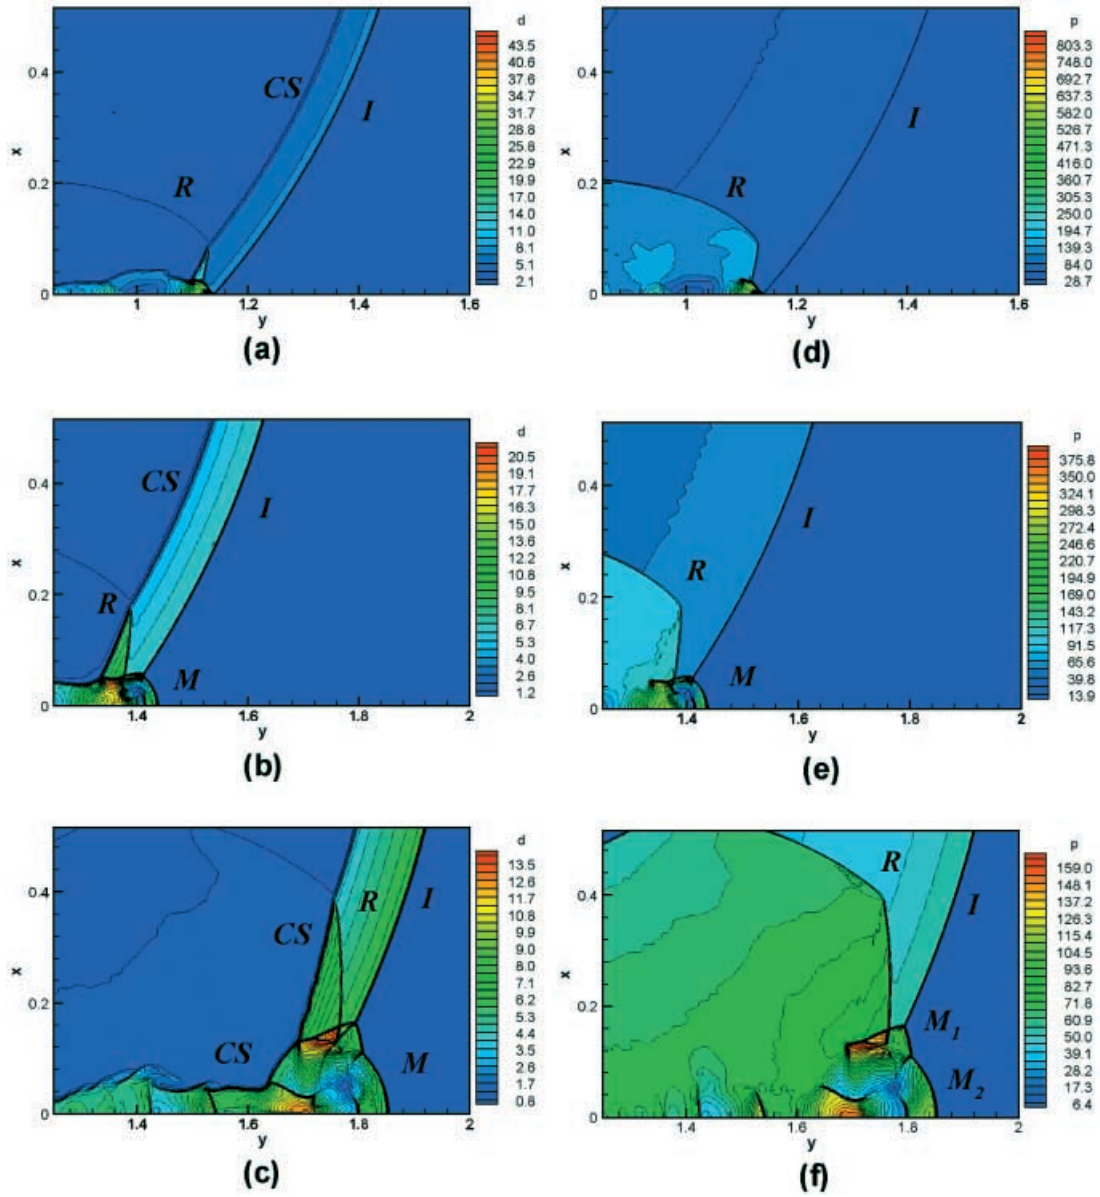 d
43.5
40.6
37.6
34.7
31.7
28.8
25.8
22.9
19.9
17.0
14.0
11.0
8.1
5.1
2.1
CS
I
R
x
0.4
0.2
0
1
1.2
1.4
1.6
y
(a)
p
803.3
748.0
692.7
637.3
582.0
526.7
471.3
416.0
360.7
305.3
250.0
194.7
139.3
84.0
28.7
I
R
x
0.4
0.2
0
1
1.2
1.4
1.6
y
(d)
d
20.5
19.1
17.7
16.3
15.0
13.6
12.2
10.8
9.5
8.1
6.7
5.3
4.0
2.6
1.2
CS
I
R
M
x
0.4
0.2
0
1.4
1.6
1.8
2
y
(b)
p
375.8
350.0
324.1
298.3
272.4
246.6
220.7
194.9
169.0
143.2
117.3
91.5
65.6
39.8
13.9
I
R
M
x
0.4
0.2
0
1.4
1.6
1.8
2
y
(e)
d
13.5
12.6
11.7
10.8
9.9
9.0
8.0
7.1
6.2
5.3
4.4
3.5
2.6
1.7
0.8
R
I
CS
CS
M
x
0.4
0.2
0
1.4
1.6
1.8
2
y
(c)
p
159.0
148.1
137.2
126.3
115.4
104.5
93.6
82.7
71.8
60.9
50.0
39.1
28.2
17.3
6.4
R
I
M1
M2
x
0.4
0.2
0
1.4
1.6
1.8
2
y
(f)